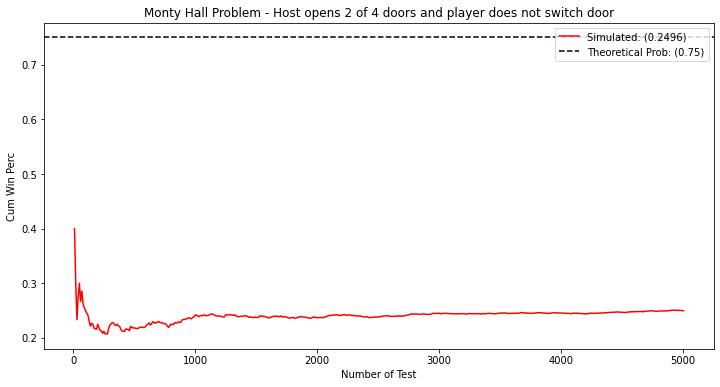 Monty Hall Problem - Host opens 2 of 4 doors and player does not switch door
Simulated: (0.2496)
Theoretical Prob: (0.75)
Cum Win Perc
0.7
0.6
0.5
0.4
0.3
0.2
0
1000
2000
3000
4000
5000
Number of Test